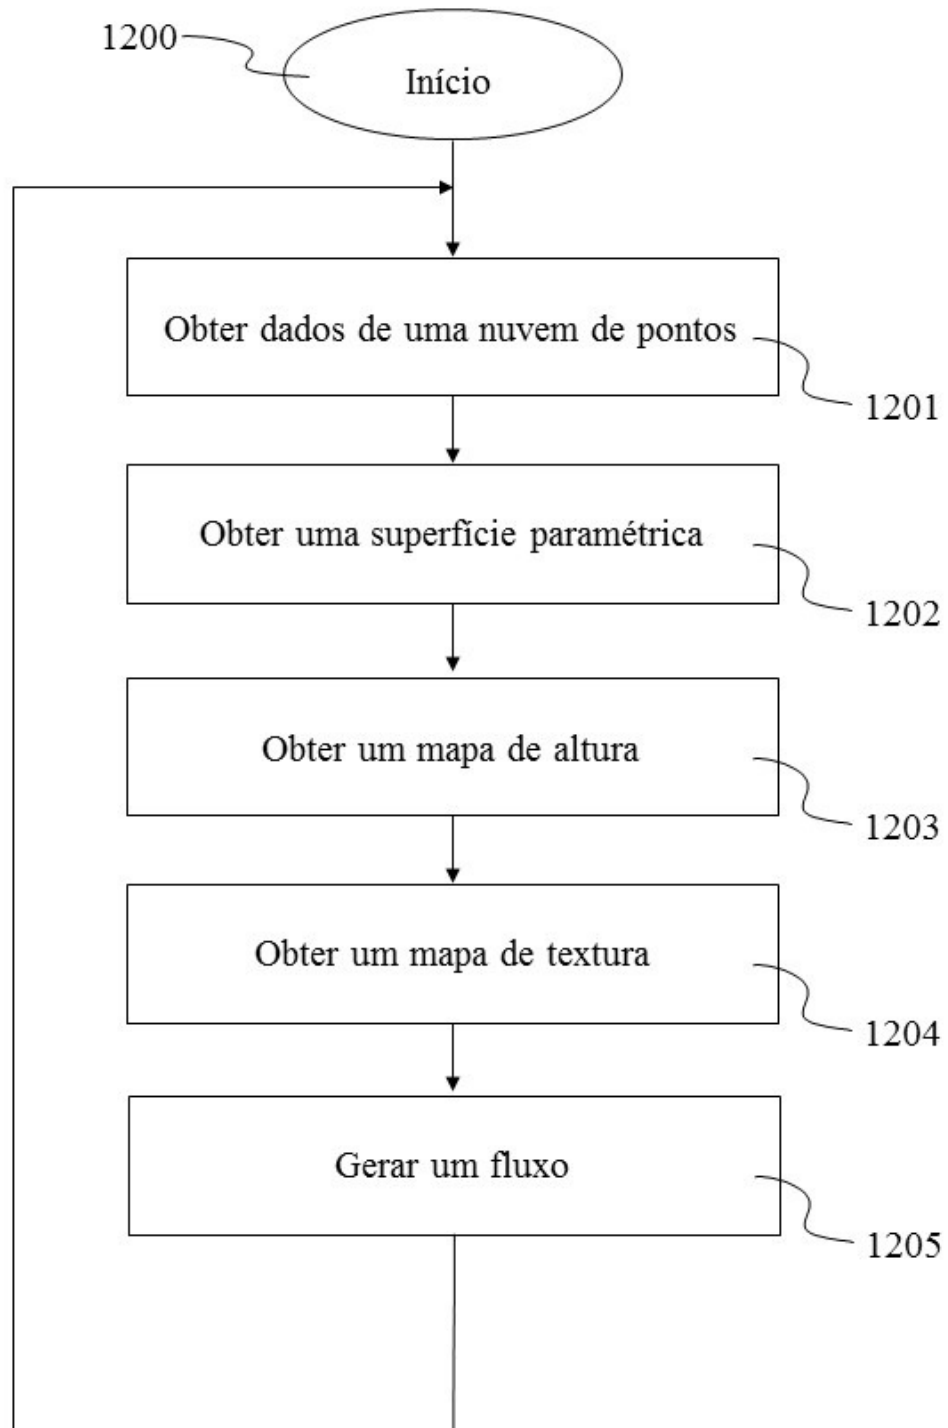 1200
Início
Obter dados de uma nuvem de pontos
1201
Obter uma superfície paramétrica
1202
Obter um mapa de altura
1203
Obter um mapa de textura
1204
Gerar um fluxo
1205